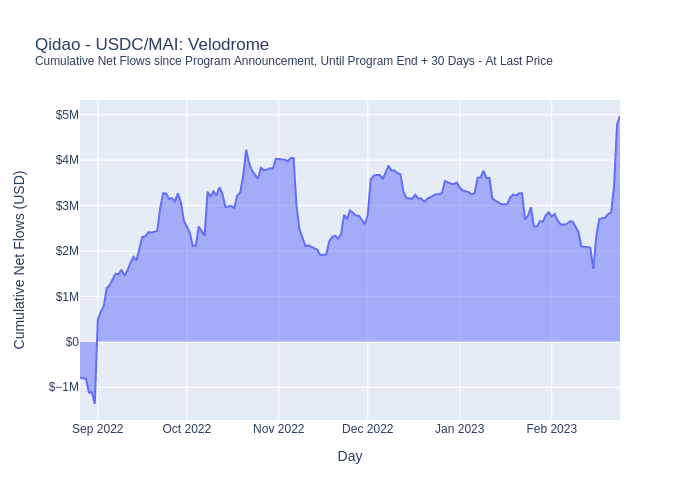 Qidao - USDC/MAI: Velodrome
Cumulative Net Flows since Program Announcement, Until Program End + 30 Days - At Last Price
Cumulative Net Flows (USD)
$5M
$4M
$3M
$2M
$1M
$0
$−1M
Sep 2022 Oct 2022 Nov 2022 Dec 2022 Jan 2023 Feb 2023
Day